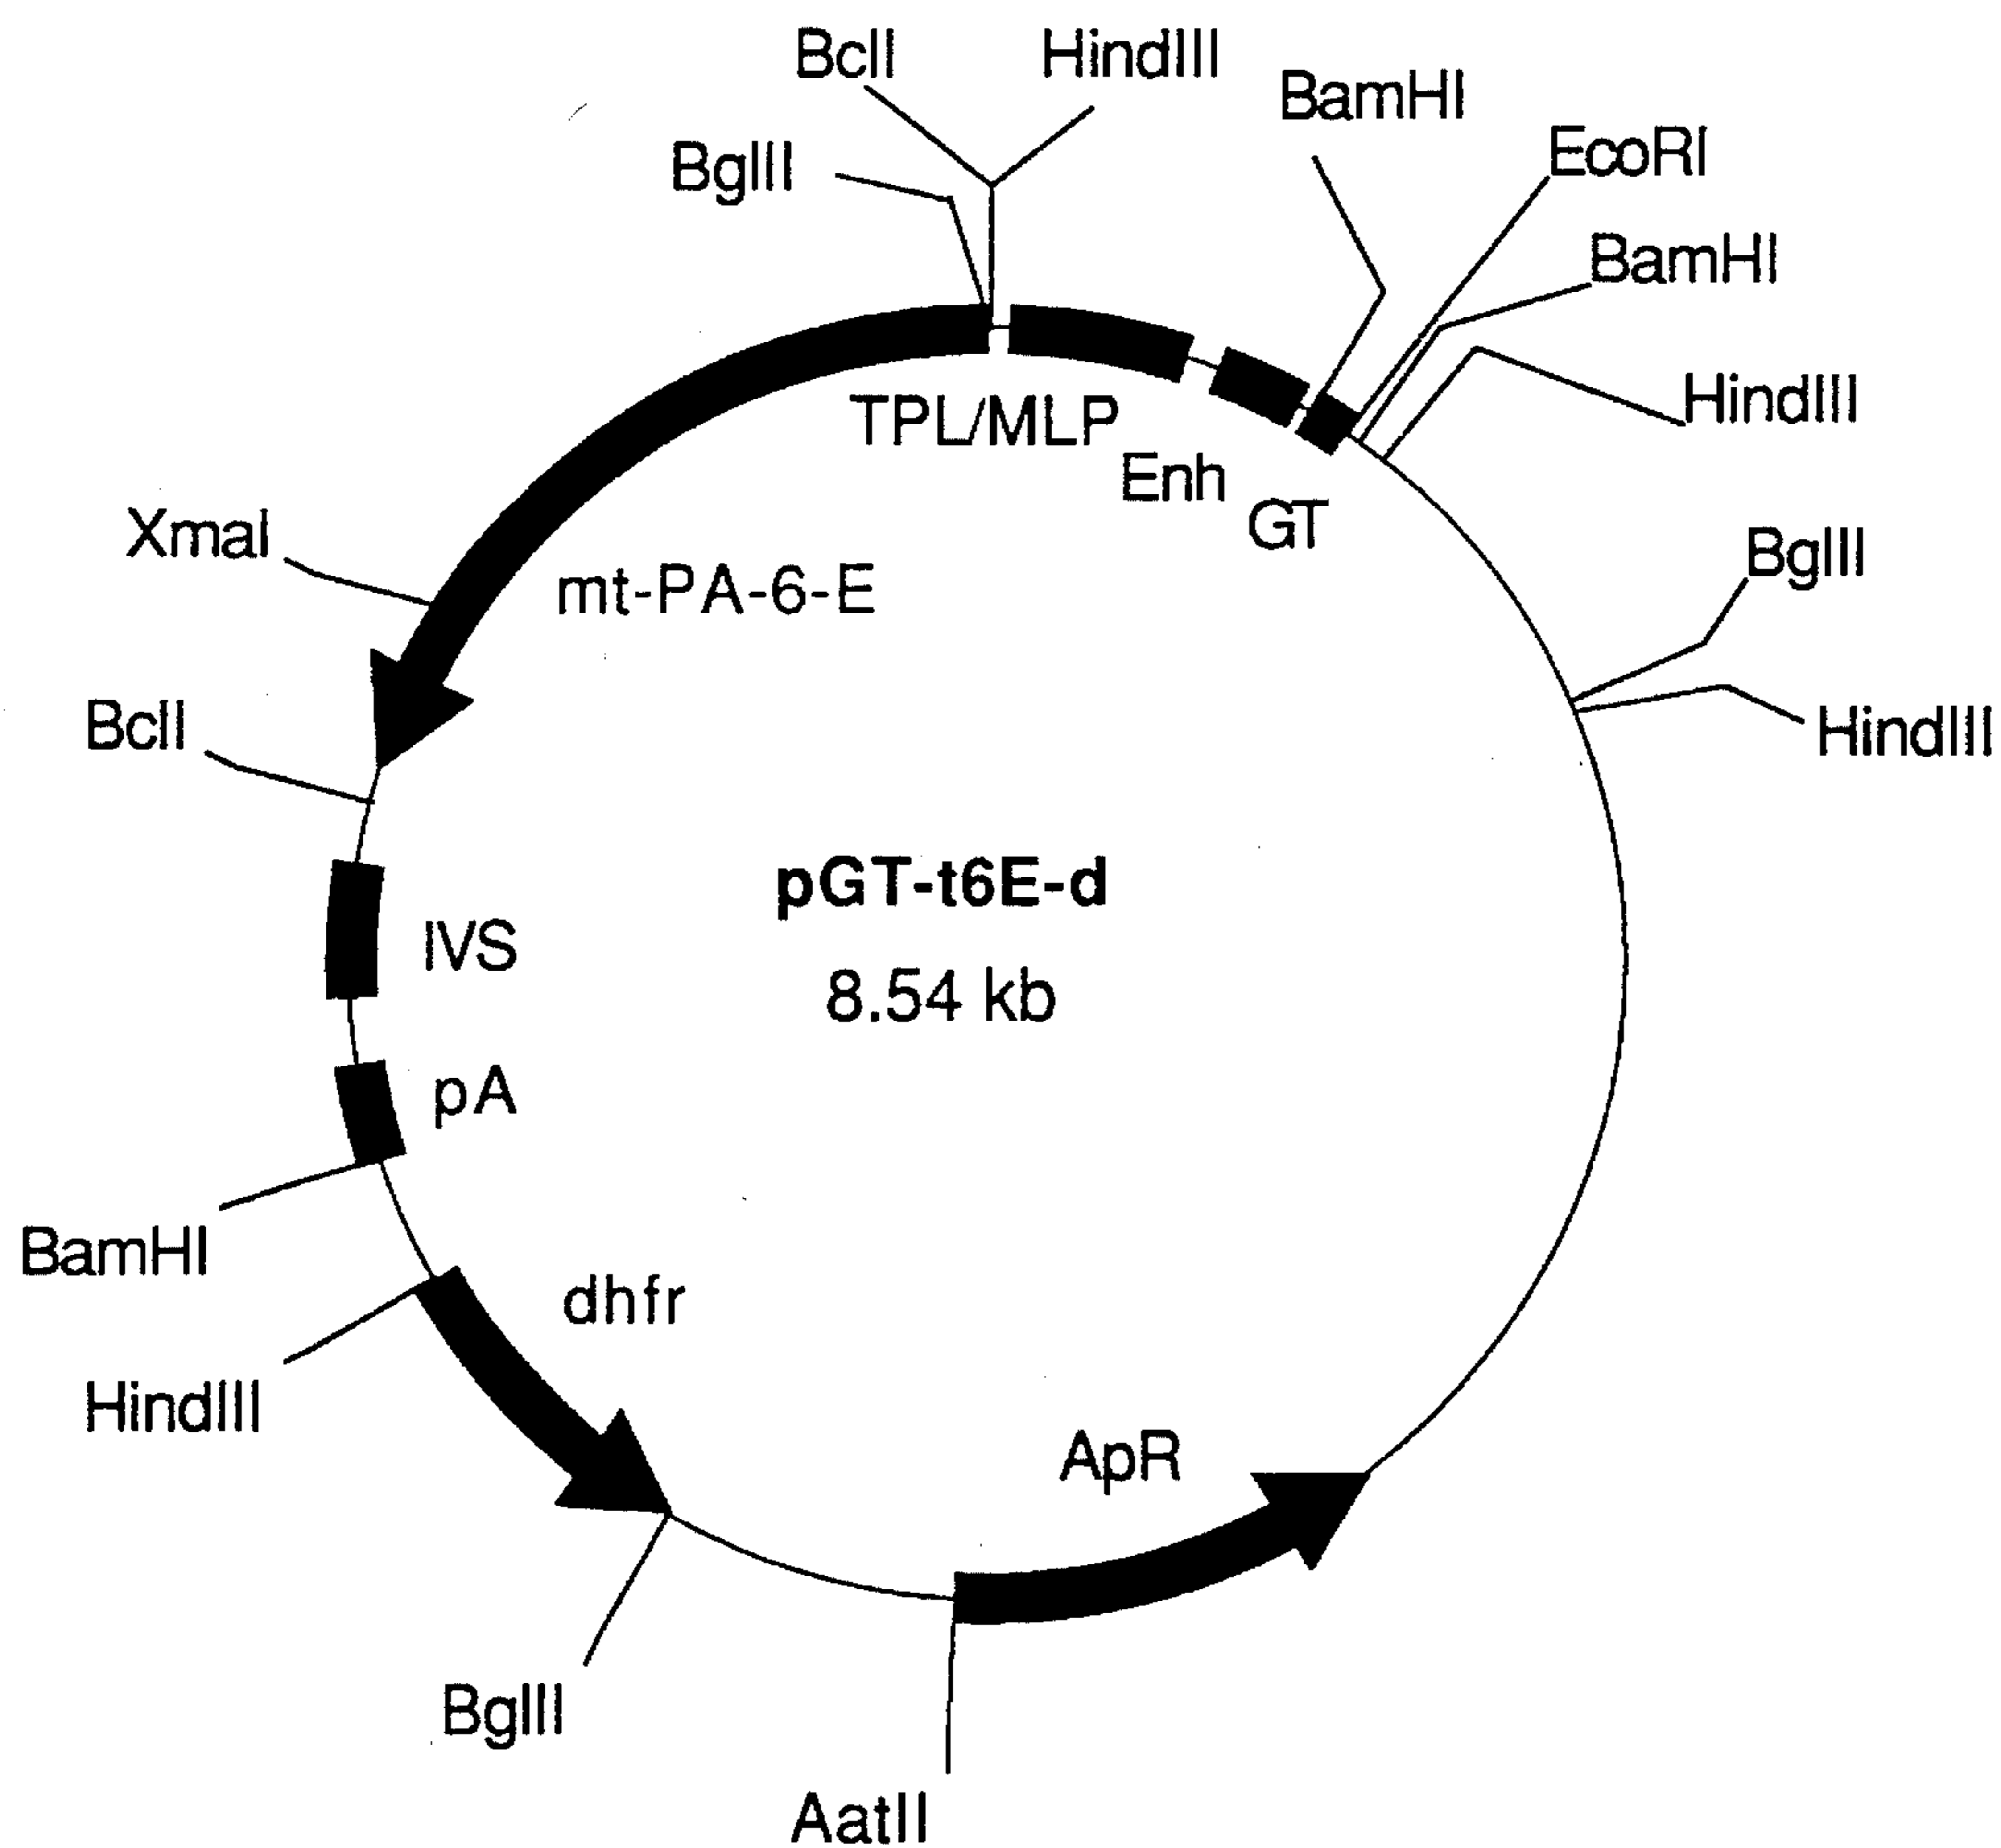 BclI
HindIII
BamHI
EcoRI
BglII
BamHI
HindIII
TPL/MLP
Enh
GT
XmaI
mt-PA-6-E
BglII
BclI
HindIII
pGT-t6E-d
8.54 kb
IVS
pA
BamHI
dhfr
HindIII
ApR
BglII
AatII